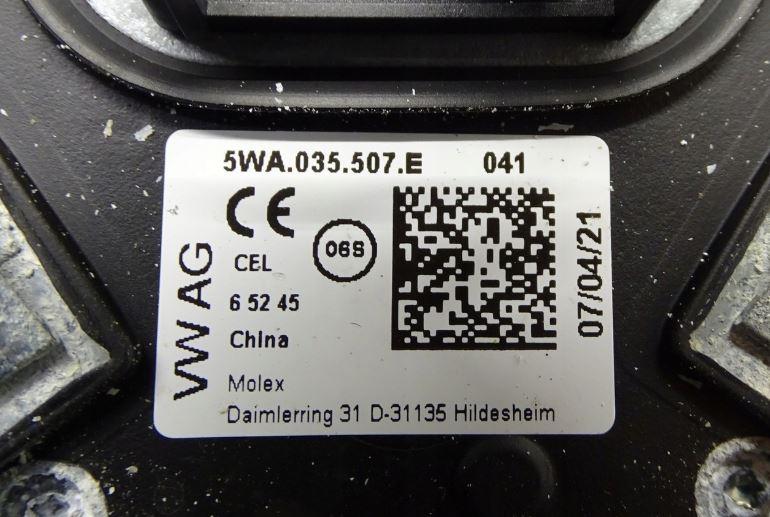 5WA.035.507.E 041
CE
06S
CEL
6 52 45
China
VW AG
07/04/21
Molex
Daimlerring 31 D-31135 Hildesheim